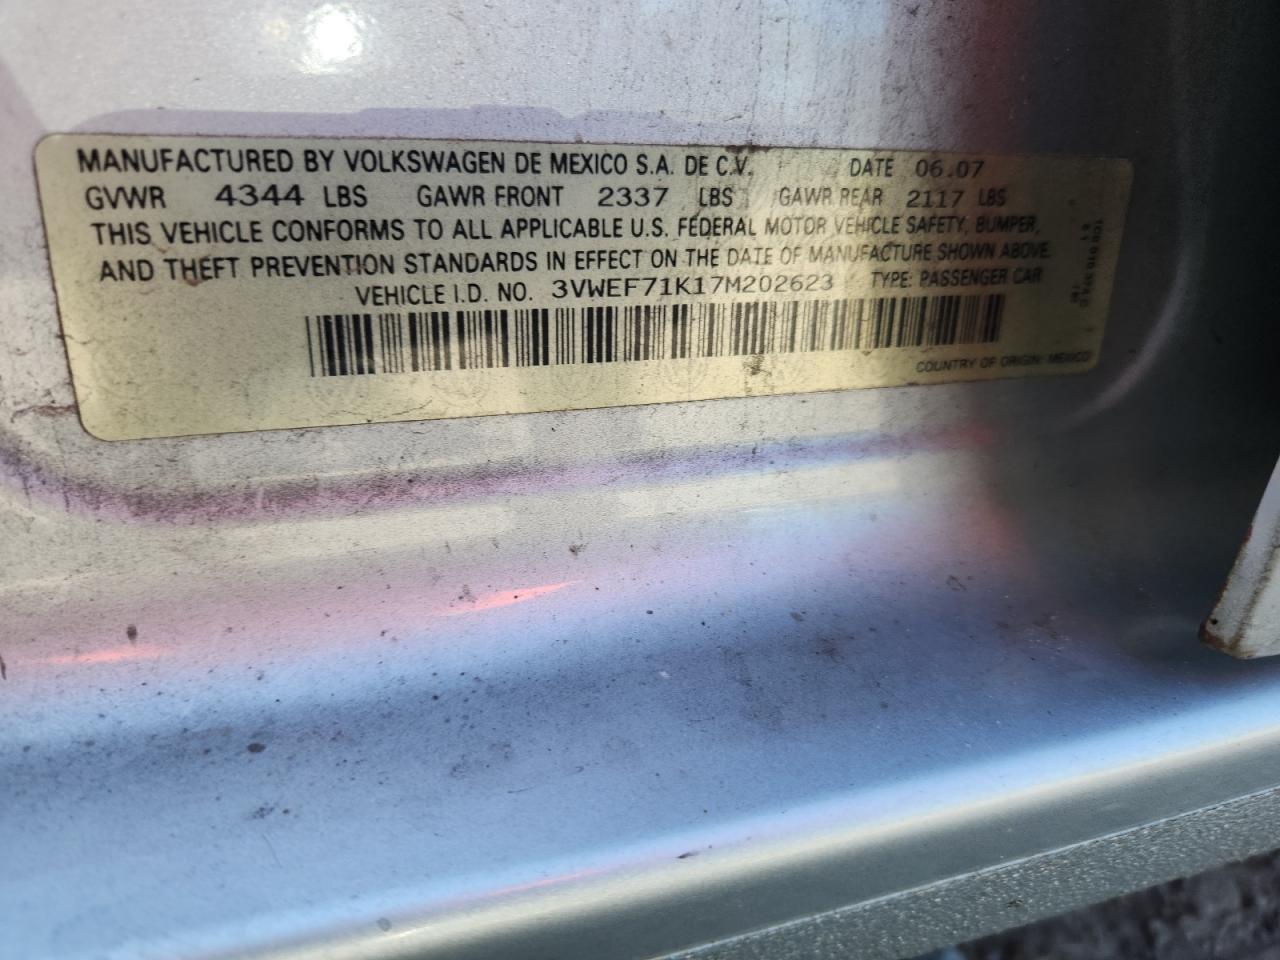 MANUFACTURED BY VOLKSWAGEN DE MEXICO S.A. DE C.V. DATE 06.07
GVWR 4344 LBS GAWR FRONT 2337 LBS GAWR REAR 2117 LBS
THIS VEHICLE CONFORMS TO ALL APPLICABLE U.S. FEDERAL MOTOR VEHICLE SAFETY, BUMPER,
AND THEFT PREVENTION STANDARDS IN EFFECT ON THE DATE OF MANUFACTURE SHOWN ABOVE.
VEHICLE I.D. NO. 3VWEF71K17M202623 TYPE: PASSENGER CAR
COUNTRY OF ORIGIN: MEXICO